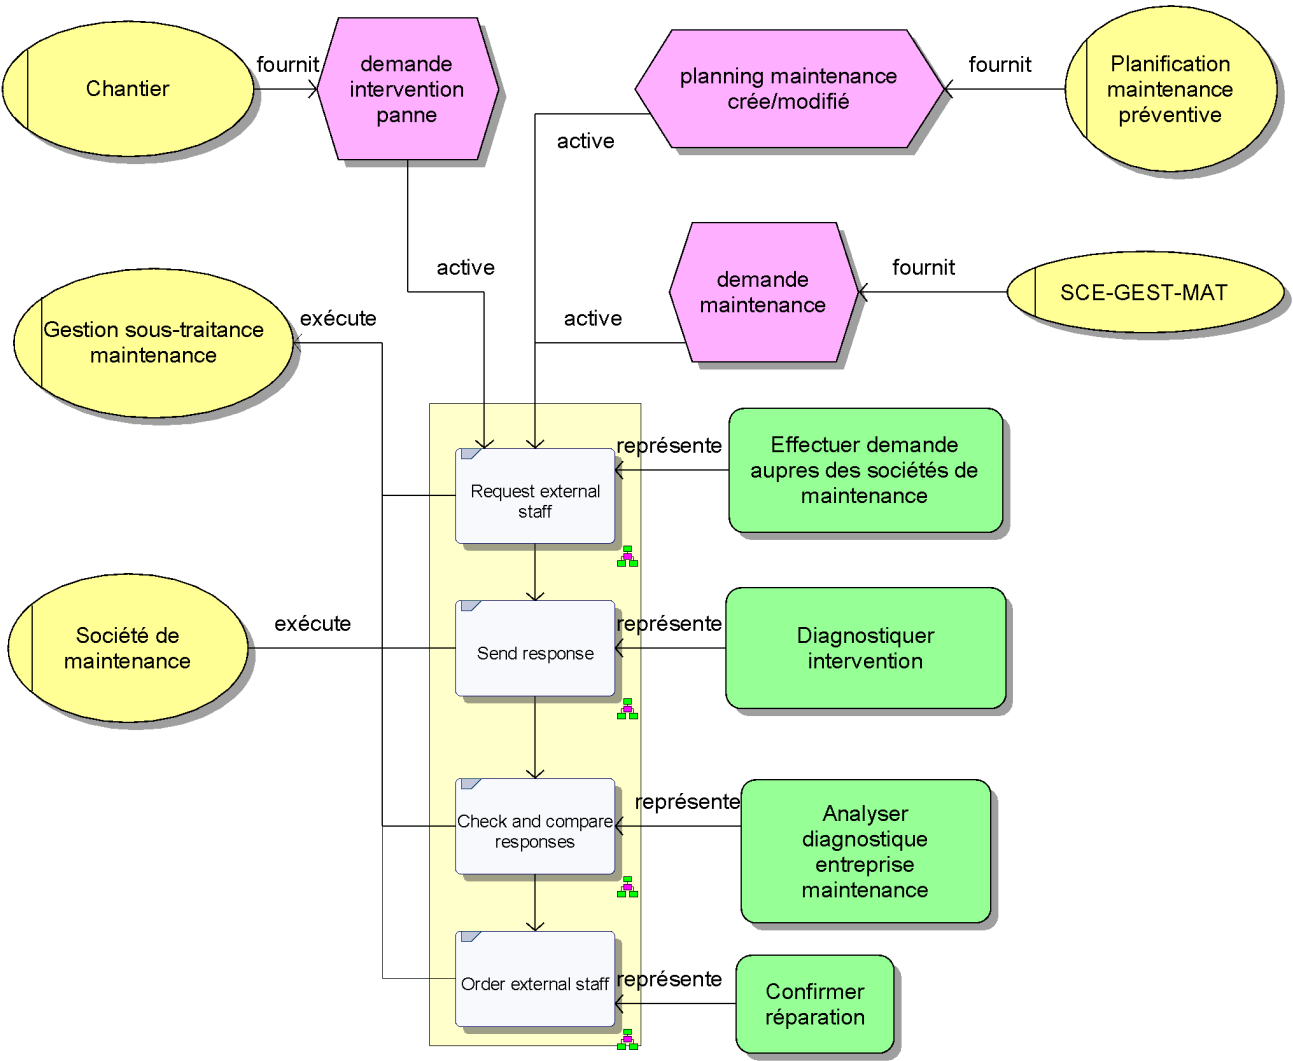 Chantier
fournit
demande
intervention
panne
planning maintenance
crée/modifié
fournit
Planification
maintenance
préventive
active
active
demande
maintenance
fournit
SCE-GEST-MAT
active
exécute
Gestion sous-traitance
maintenance
Request external
staff
représente
Effectuer demande
aupres des sociétés de
maintenance
Société de
maintenance
exécute
Send response
représente
Diagnostiquer
intervention
Check and compare
responses
représente
Analyser
diagnostique
entreprise
maintenance
Order external staff
représente
Confirmer
réparation